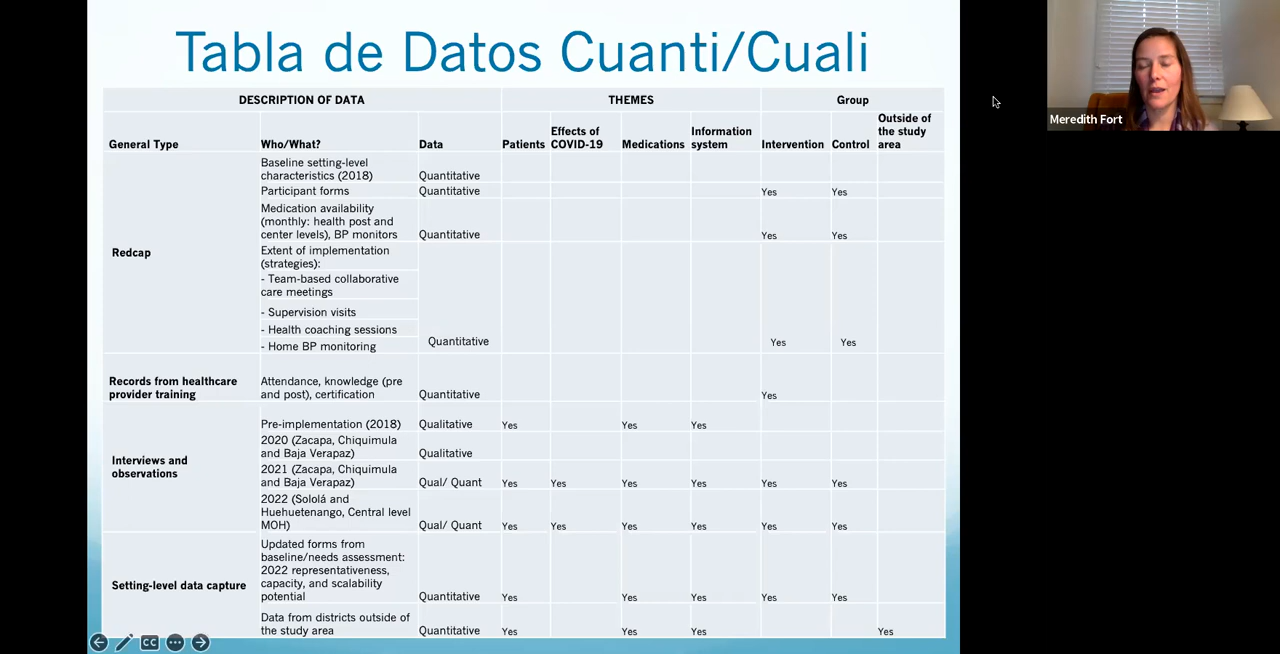 Tabla de Datos Cuanti/Cuali
DESCRIPTION OF DATA THEMES Group
General Type Who/What? Data Patients Effects of COVID-19 Medications Information system Intervention Control Outside of the study area
Redcap
Baseline setting-level
characteristics (2018) Quantitative
Participant forms Quantitative Yes Yes
Medication availability
(monthly: health post and
center levels), BP monitors Quantitative Yes Yes
Extent of implementation
(strategies):
- Team-based collaborative
care meetings
- Supervision visits
- Health coaching sessions
- Home BP monitoring Quantitative Yes Yes
Records from healthcare
provider training
Attendance, knowledge (pre
and post), certification Quantitative Yes
Interviews and
observations
Pre-implementation (2018) Qualitative Yes Yes Yes
2020 (Zacapa, Chiquimula
and Baja Verapaz) Qualitative
2021 (Zacapa, Chiquimula
and Baja Verapaz) Qual/ Quant Yes Yes Yes Yes Yes Yes
2022 (Sololá and
Huehuetenango, Central level
MOH) Qual/ Quant Yes Yes Yes Yes Yes Yes
Setting-level data capture
Updated forms from
baseline/needs assessment:
2022 representativeness,
capacity, and scalability
potential Quantitative Yes Yes Yes Yes Yes
Data from districts outside of
the study area Quantitative Yes Yes Yes Yes
CC
Meredith Fort